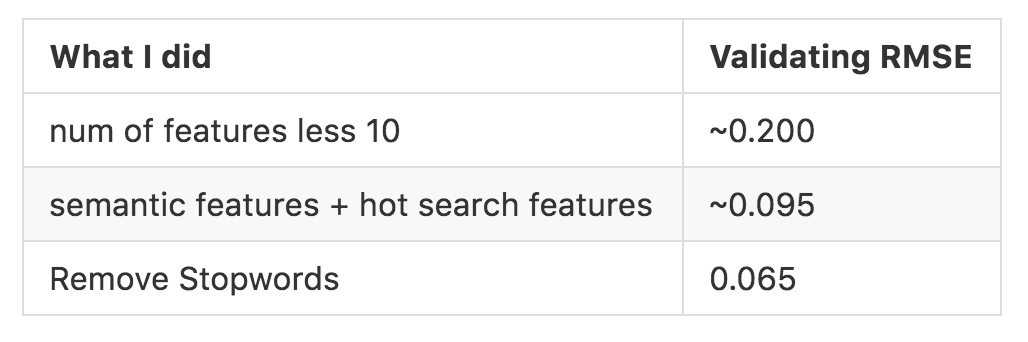 What I did Validating RMSE
num of features less 10 ~0.200
semantic features + hot search features ~0.095
Remove Stopwords 0.065